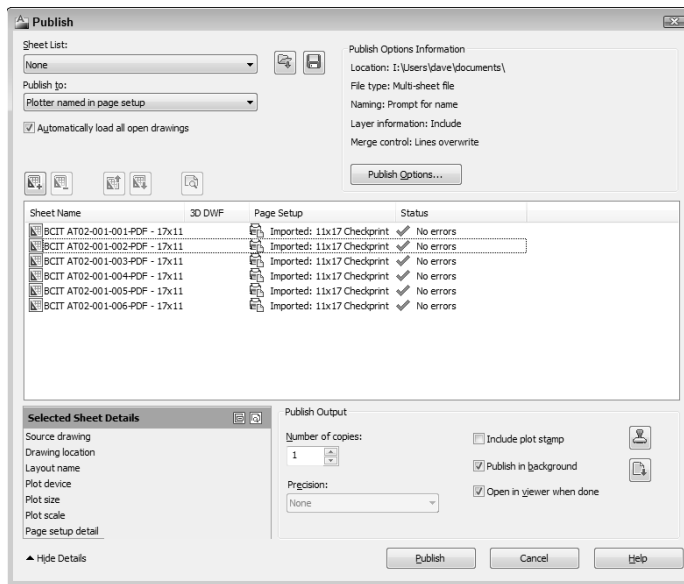 Publish
Sheet List:
None
Publish to:
Plotter named in page setup
Automatically load all open drawings
Publish Options Information
Location: I:\Users\dave\documents\
File type: Multi-sheet file
Naming: Prompt for name
Layer information: Include
Merge control: Lines overwrite
Publish Options...
Sheet Name 3D DWF Page Setup Status
BCIT AT02-001-001-PDF - 17x11 Imported: 11x17 Checkprint No errors
BCIT AT02-001-002-PDF - 17x11 Imported: 11x17 Checkprint No errors
BCIT AT02-001-003-PDF - 17x11 Imported: 11x17 Checkprint No errors
BCIT AT02-001-004-PDF - 17x11 Imported: 11x17 Checkprint No errors
BCIT AT02-001-005-PDF - 17x11 Imported: 11x17 Checkprint No errors
BCIT AT02-001-006-PDF - 17x11 Imported: 11x17 Checkprint No errors
Selected Sheet Details
Source drawing
Drawing location
Layout name
Plot device
Plot size
Plot scale
Page setup detail
Publish Output
Number of copies:
1
Precision:
None
Include plot stamp
Publish in background
Open in viewer when done
Hide Details
Publish
Cancel
Help